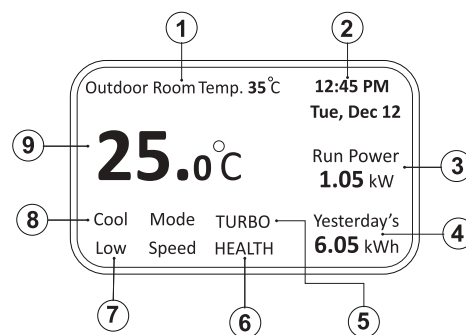 1
2
Outdoor Room Temp. 35°C
12:45 PM
Tue, Dec 12
9
25.0°C
Run Power
1.05 kW
3
8
Cool Mode TURBO
Yesterday's
4
Low Speed HEALTH
6.05 kWh
7
6
5